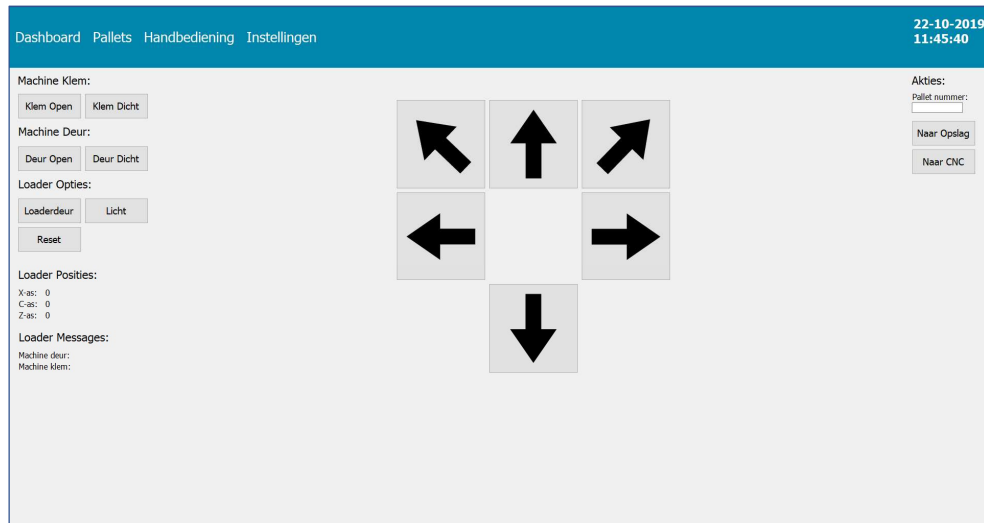 Dashboard Pallets Handbediening Instellingen
22-10-2019
11:45:40
Machine Klem:
Klem Open Klem Dicht
Machine Deur:
Deur Open Deur Dicht
Loader Opties:
Loaderdeur Licht
Reset
Loader Posities:
X-as: 0
C-as: 0
Z-as: 0
Loader Messages:
Machine deur:
Machine klem:
Akties:
Pallet nummer:
Naar Opslag
Naar CNC